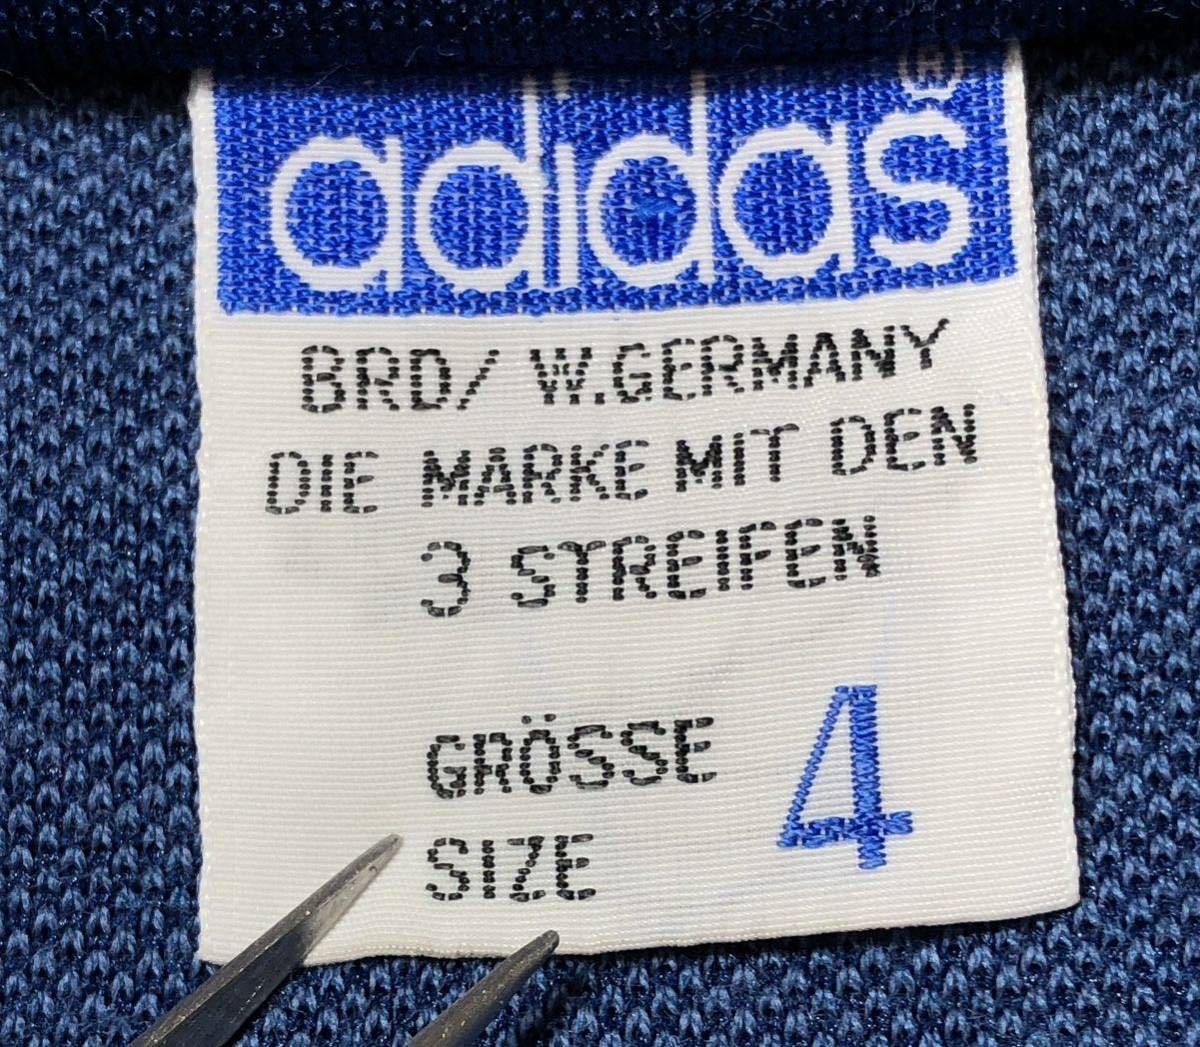 adidas®
BRD/ W.GERMANY
DIE MARKE MIT DEN
3 STREIFEN
GRÖSSE
SIZE 4